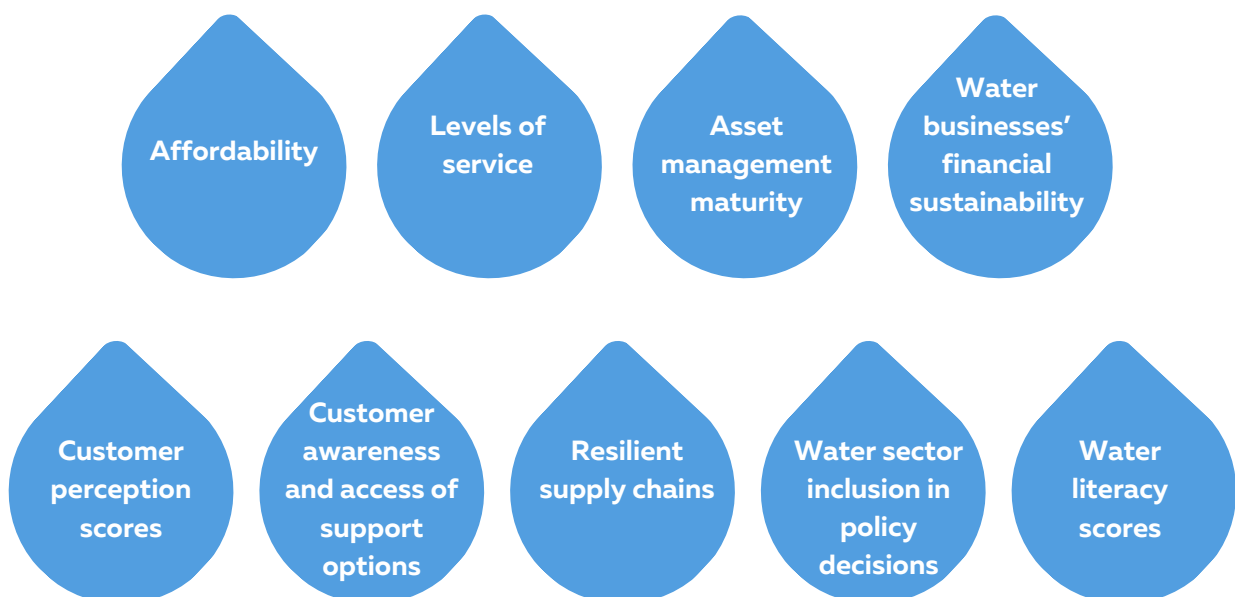 Affordability
Levels of
service
Asset
management
maturity
Water
businesses’
financial
sustainability
Customer
perception
scores
Customer
awareness
and access of
support
options
Resilient
supply chains
Water sector
inclusion in
policy
decisions
Water
literacy
scores